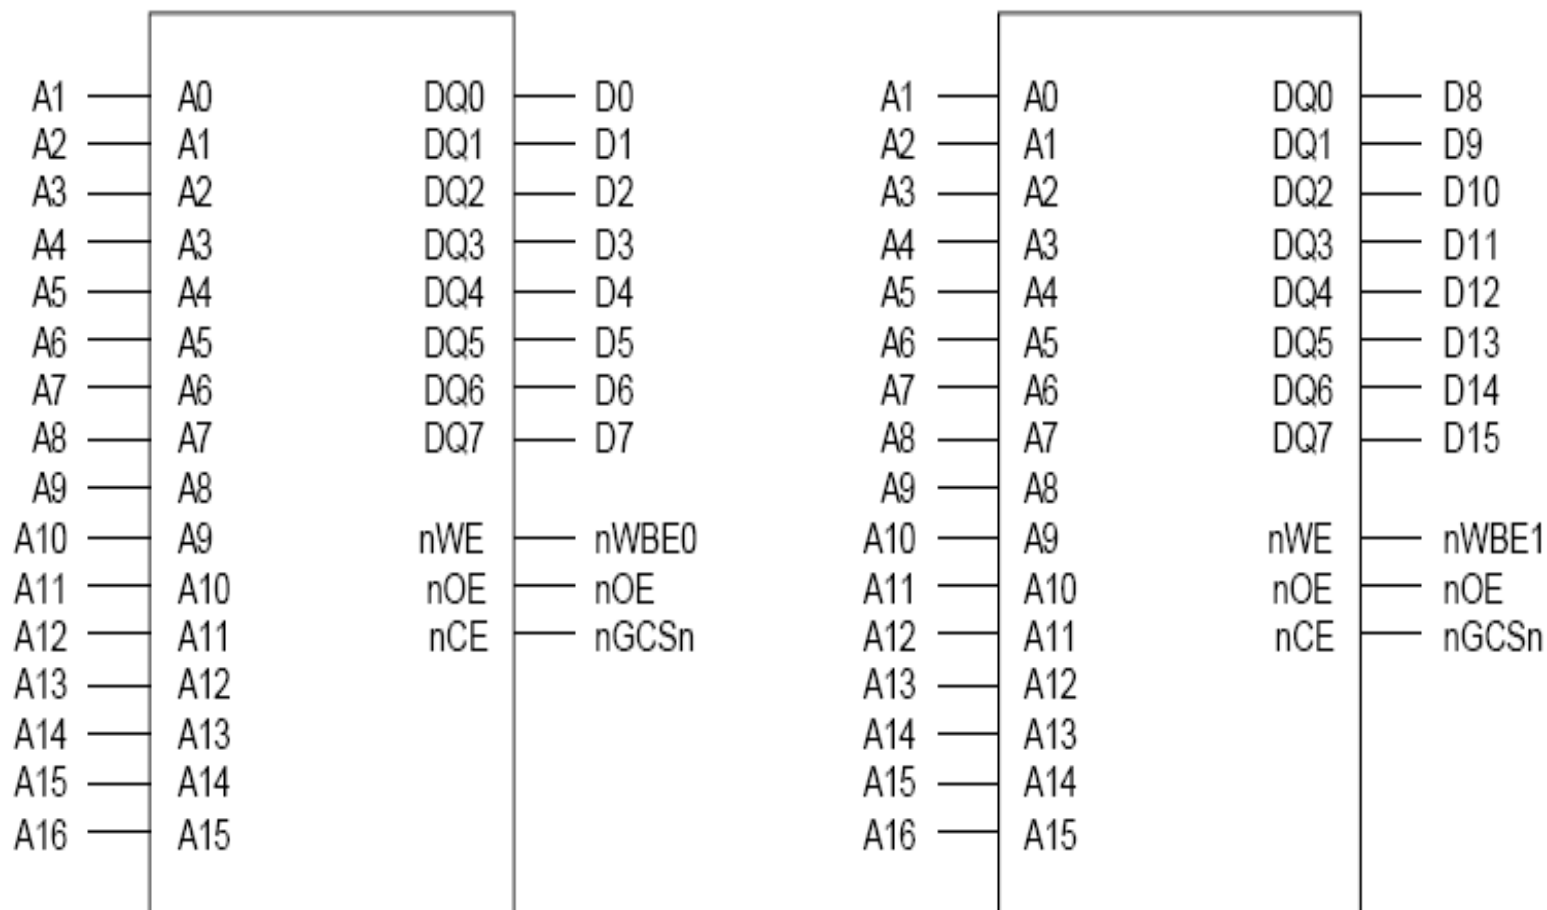 A1 A0 DQ0 D0 A1 A0 DQ0 D8
A2 A1 DQ1 D1 A2 A1 DQ1 D9
A3 A2 DQ2 D2 A3 A2 DQ2 D10
A4 A3 DQ3 D3 A4 A3 DQ3 D11
A5 A4 DQ4 D4 A5 A4 DQ4 D12
A6 A5 DQ5 D5 A6 A5 DQ5 D13
A7 A6 DQ6 D6 A7 A6 DQ6 D14
A8 A7 DQ7 D7 A8 A7 DQ7 D15
A9 A8 A9 A8
A10 A9 nWE nWBE0 A10 A9 nWE nWBE1
A11 A10 nOE nOE A11 A10 nOE nOE
A12 A11 nCE nGCSn A12 A11 nCE nGCSn
A13 A12 A13 A12
A14 A13 A14 A13
A15 A14 A15 A14
A16 A15 A16 A15